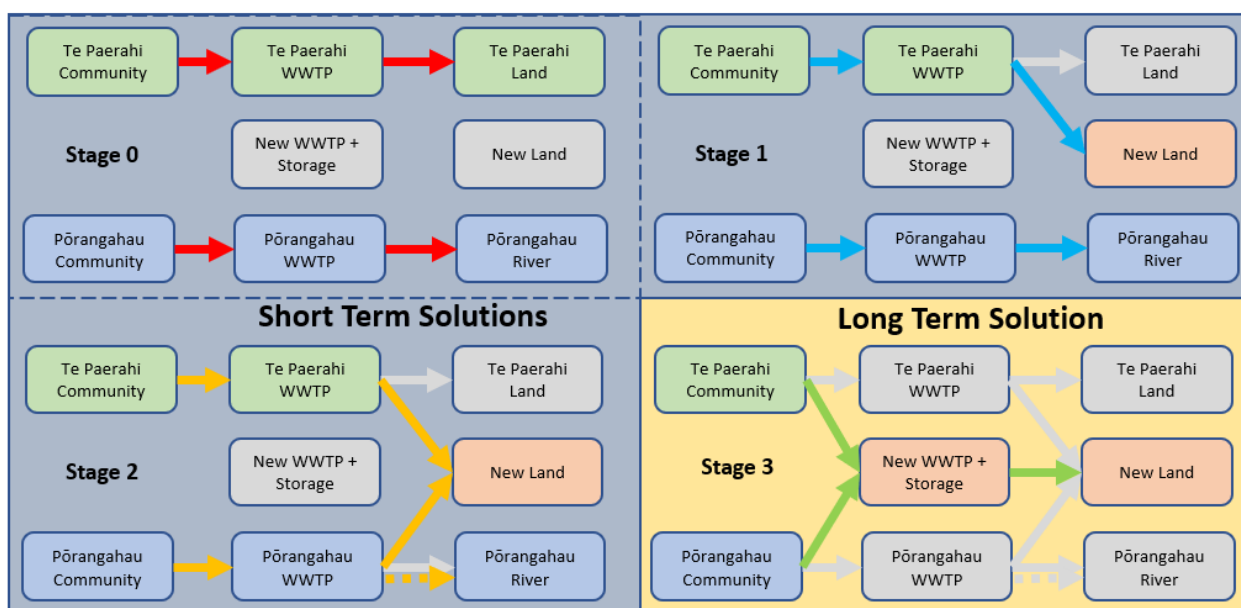 Te Paerahi
Community
Te Paerahi
WWTP
Te Paerahi
Land
Stage 0
New WWTP +
Storage
New Land
Pōrangahau
Community
Pōrangahau
WWTP
Pōrangahau
River
Te Paerahi
Community
Te Paerahi
WWTP
Te Paerahi
Land
Stage 1
New WWTP +
Storage
New Land
Pōrangahau
Community
Pōrangahau
WWTP
Pōrangahau
River
Short Term Solutions
Te Paerahi
Community
Te Paerahi
WWTP
Te Paerahi
Land
Stage 2
New WWTP +
Storage
New Land
Pōrangahau
Community
Pōrangahau
WWTP
Pōrangahau
River
Long Term Solution
Te Paerahi
Community
Te Paerahi
WWTP
Te Paerahi
Land
Stage 3
New WWTP +
Storage
New Land
Pōrangahau
Community
Pōrangahau
WWTP
Pōrangahau
River